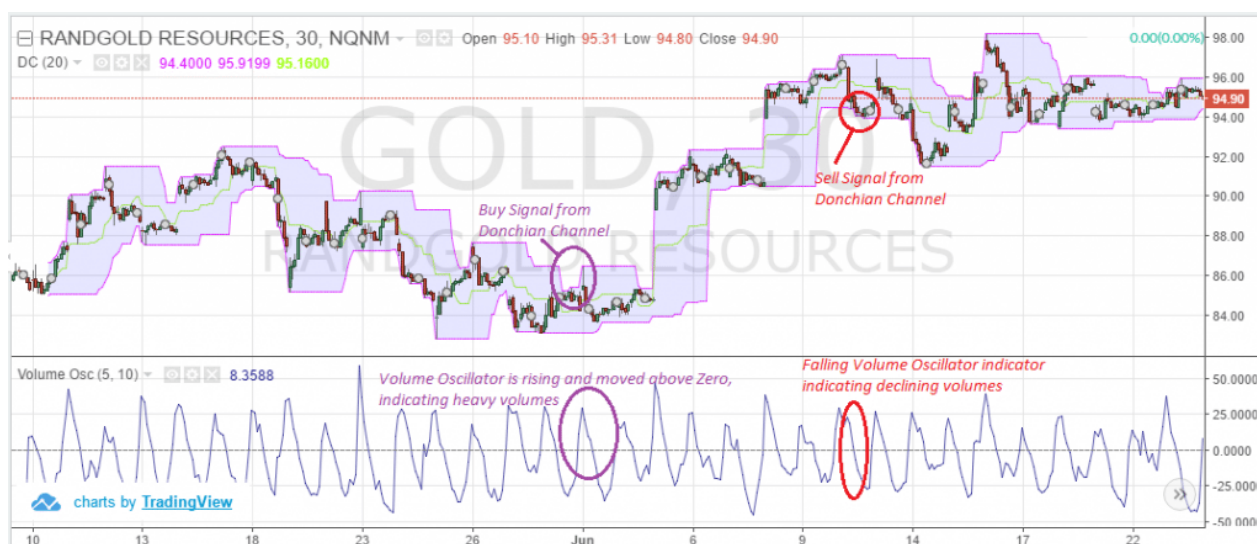 RANDGOLD RESOURCES, 30, NQNM Open 95.10 High 95.31 Low 94.80 Close 94.90
0.00(0.00%)
DC (20) 94.4000 95.9199 95.1600
98.00
96.00
94.90
94.00
92.00
90.00
88.00
86.00
84.00
GOLD, 30
RANDGOLD RESOURCES
Buy Signal from
Donchian Channel
Sell Signal from
Donchian Channel
Volume Osc (5, 10) 8.3588
Volume Oscillator is rising and moved above Zero,
indicating heavy volumes
Falling Volume Oscillator indicator
indicating declining volumes
50.0000
25.0000
0.0000
-25.0000
-50.0000
charts by TradingView
10 13 18 23 26 Jun 6 9 14 17 22